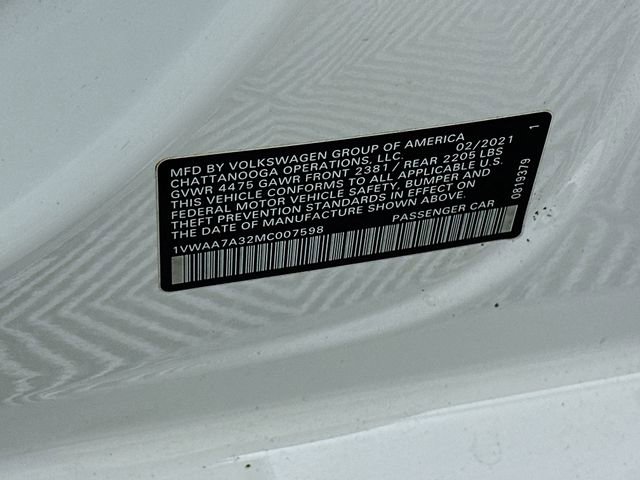 MFD BY VOLKSWAGEN GROUP OF AMERICA
CHATTANOOGA OPERATIONS, LLC. 02/2021
GVWR 4475 GAWR FRONT 2381 / REAR 2205 LBS
THIS VEHICLE CONFORMS TO ALL APPLICABLE U.S.
FEDERAL MOTOR VEHICLE SAFETY, BUMPER AND
THEFT PREVENTION STANDARDS IN EFFECT ON
THE DATE OF MANUFACTURE SHOWN ABOVE.
1VWAA7A32MC007598 PASSENGER CAR
0819379 1